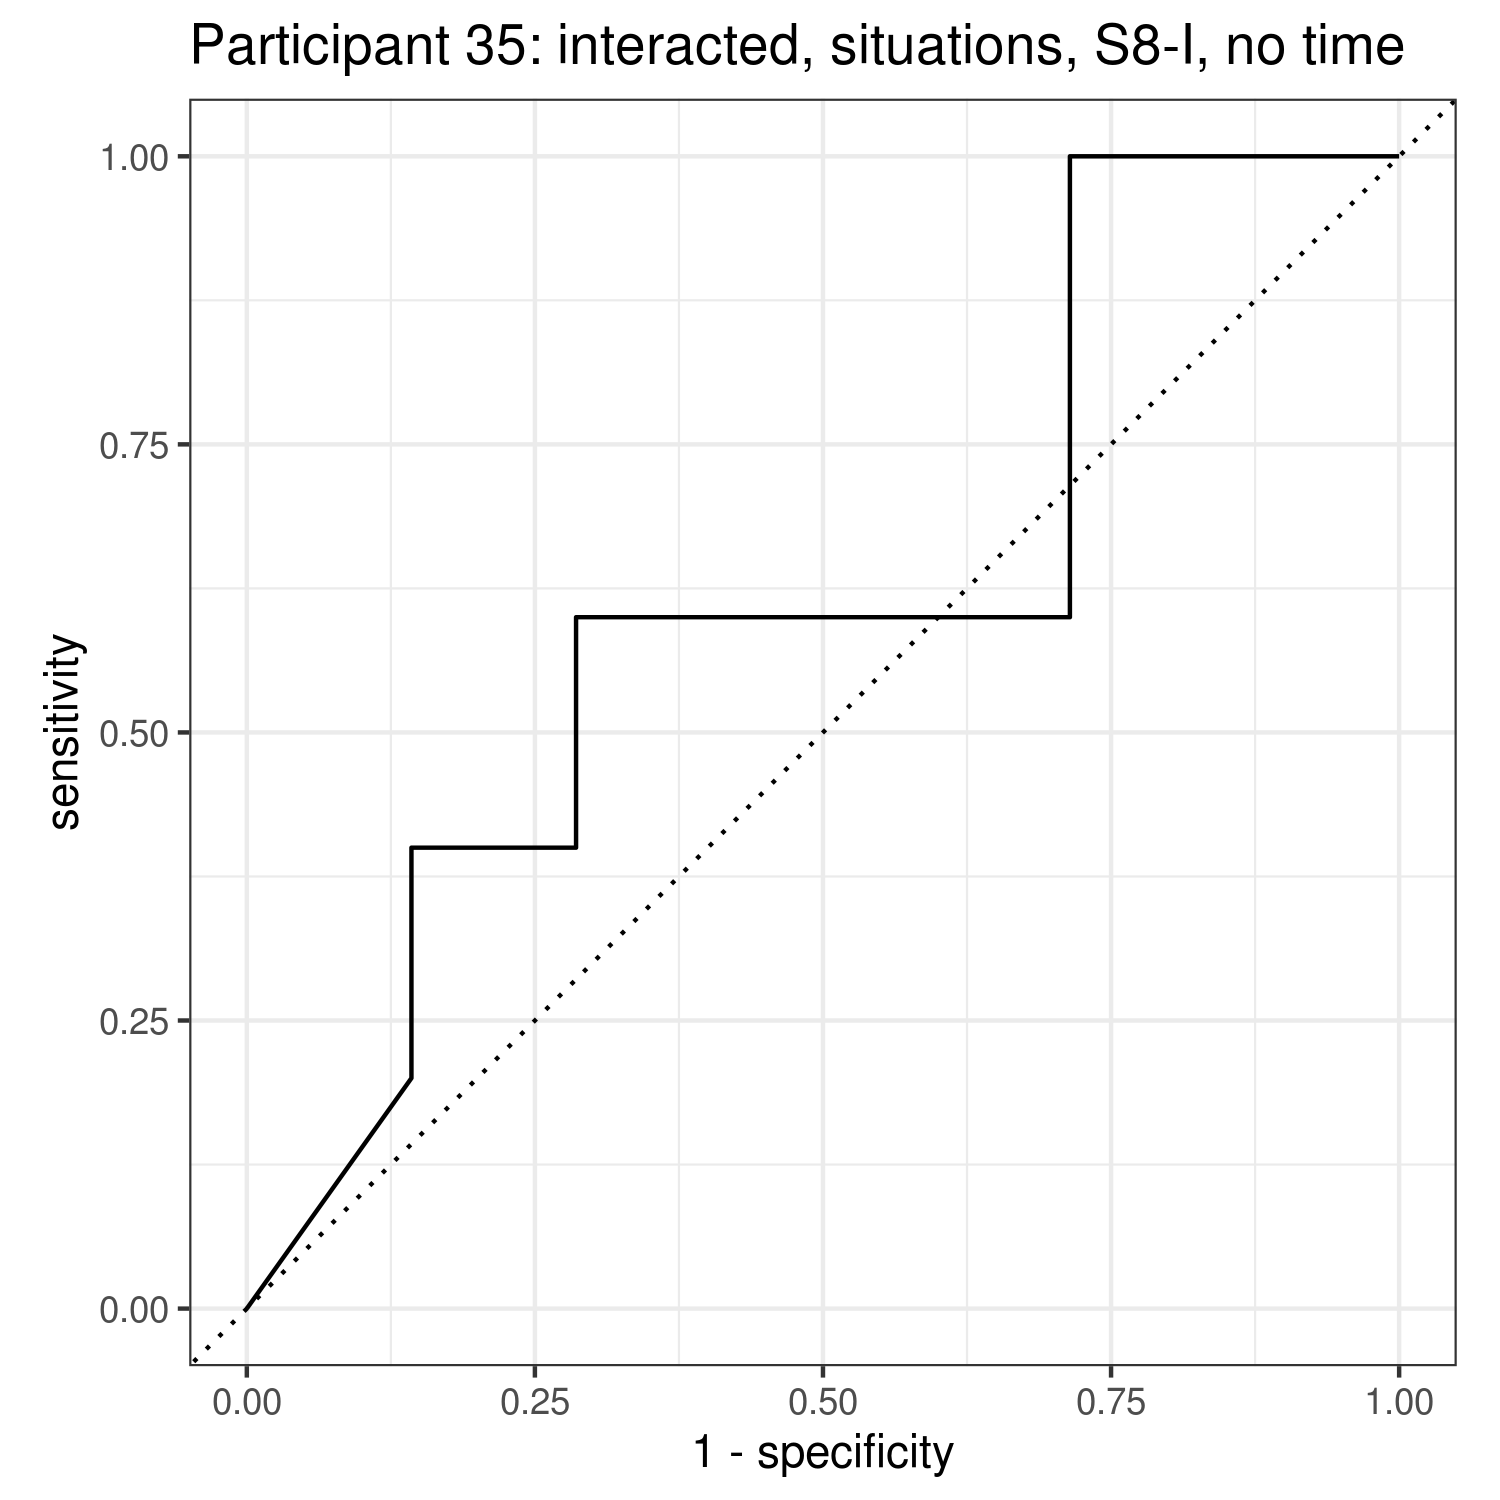 Participant 35: interacted, situations, S8-I, no time
1.00
0.75
0.50
0.25
0.00
sensitivity
0.00 0.25 0.50 0.75 1.00
1 - specificity